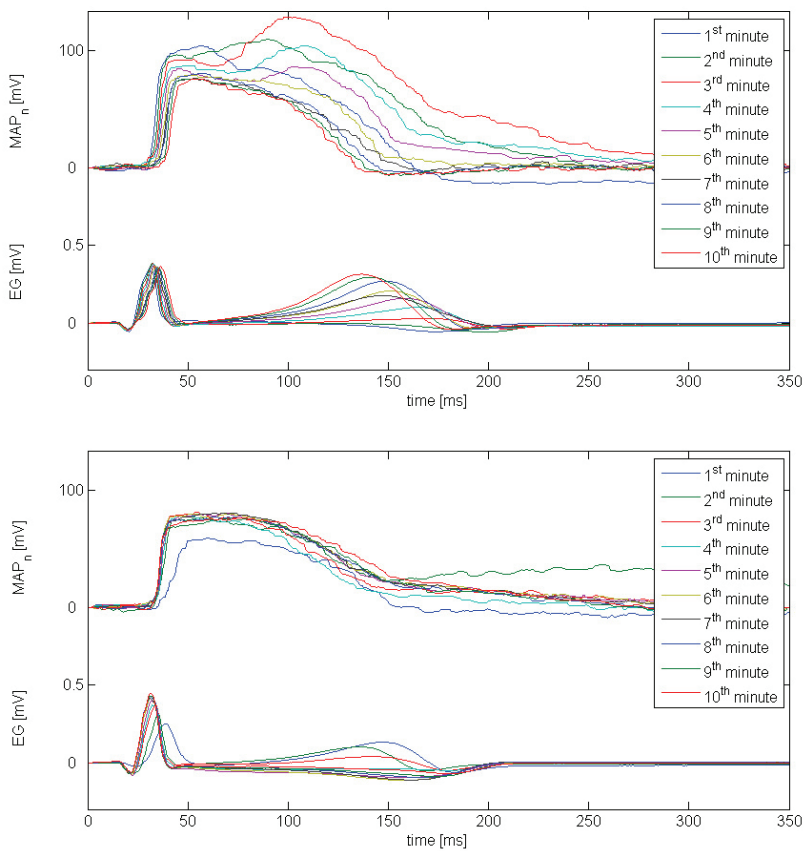 100
0
MAPn [mV]
0.5
0
EG [mV]
0 50 100 150 200 250 300 350
time [ms]
1st minute
2nd minute
3rd minute
4th minute
5th minute
6th minute
7th minute
8th minute
9th minute
10th minute
100
0
MAPn [mV]
0.5
0
EG [mV]
0 50 100 150 200 250 300 350
time [ms]
1st minute
2nd minute
3rd minute
4th minute
5th minute
6th minute
7th minute
8th minute
9th minute
10th minute